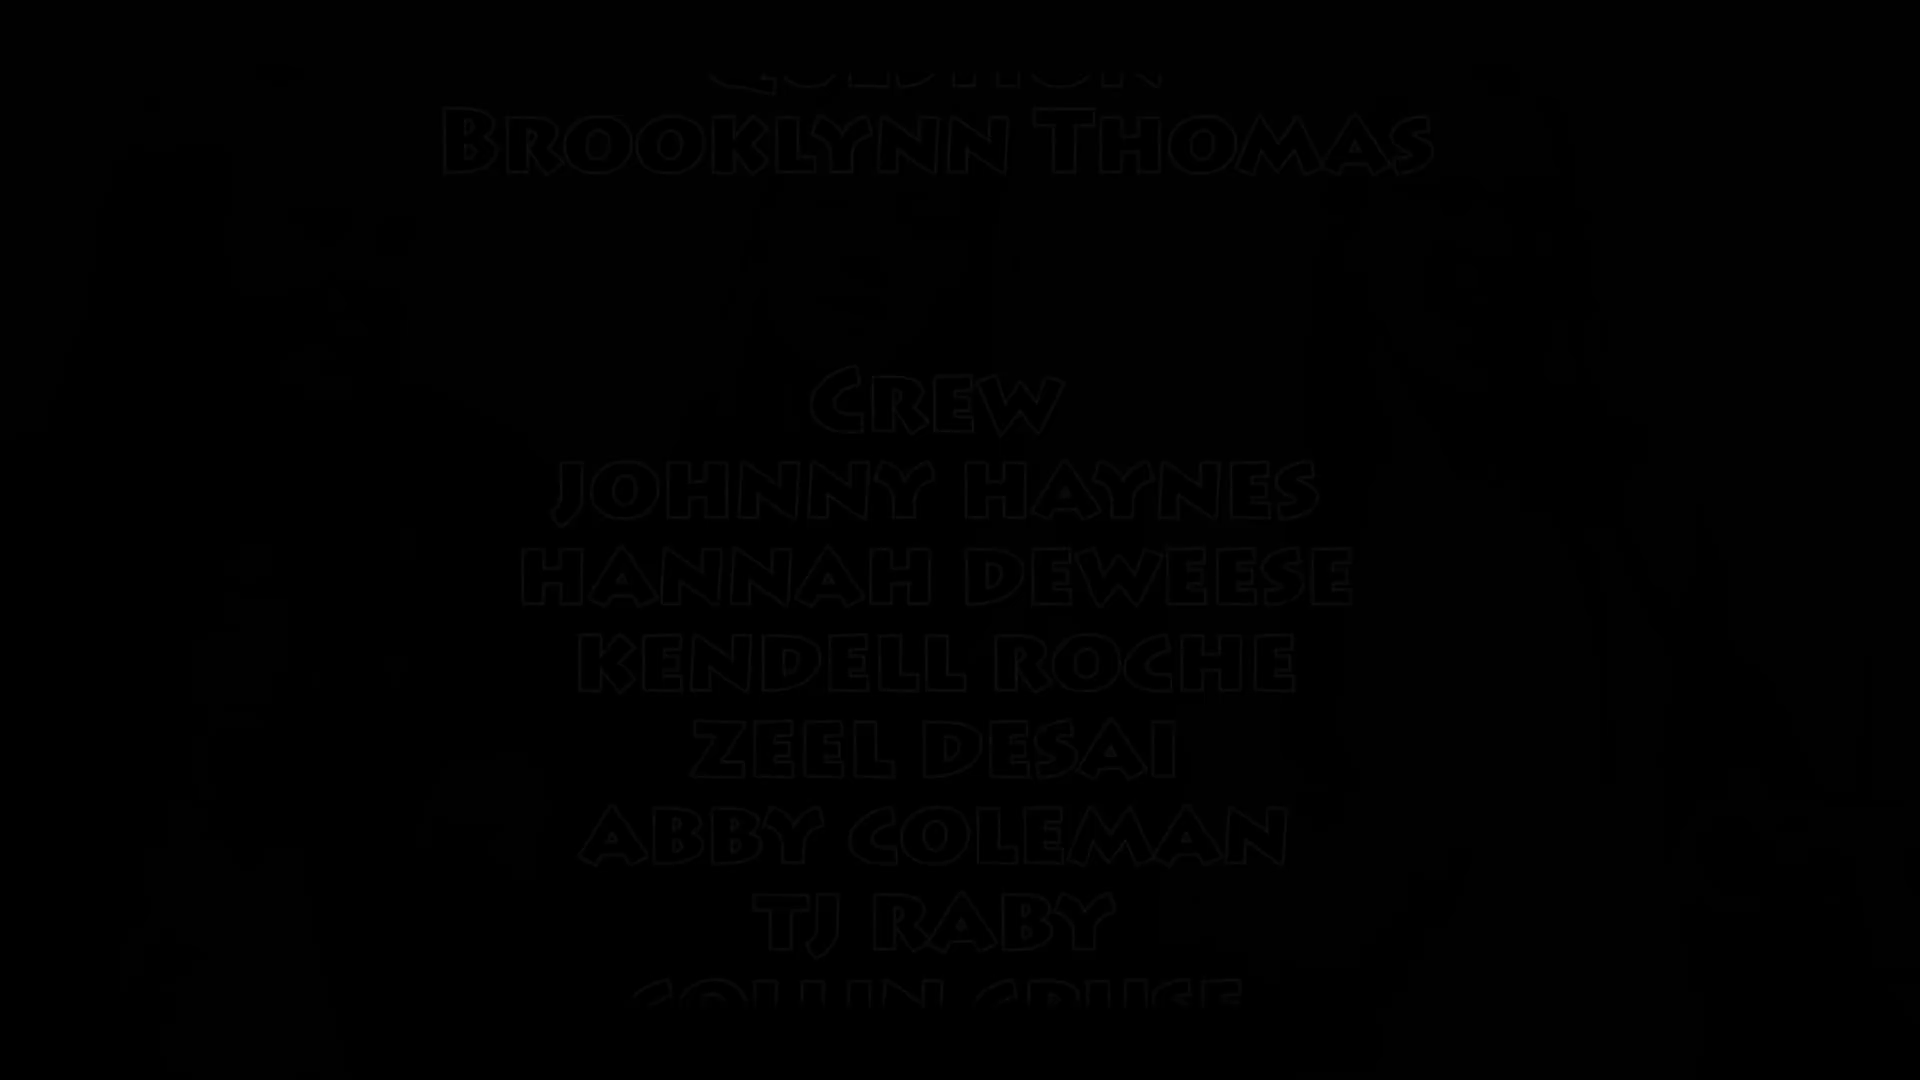 Brooklynn Thomas
Crew
Johnny Haynes
Hannah Deweese
Kendell Roche
Zeel Desai
Abby Coleman
TJ Raby